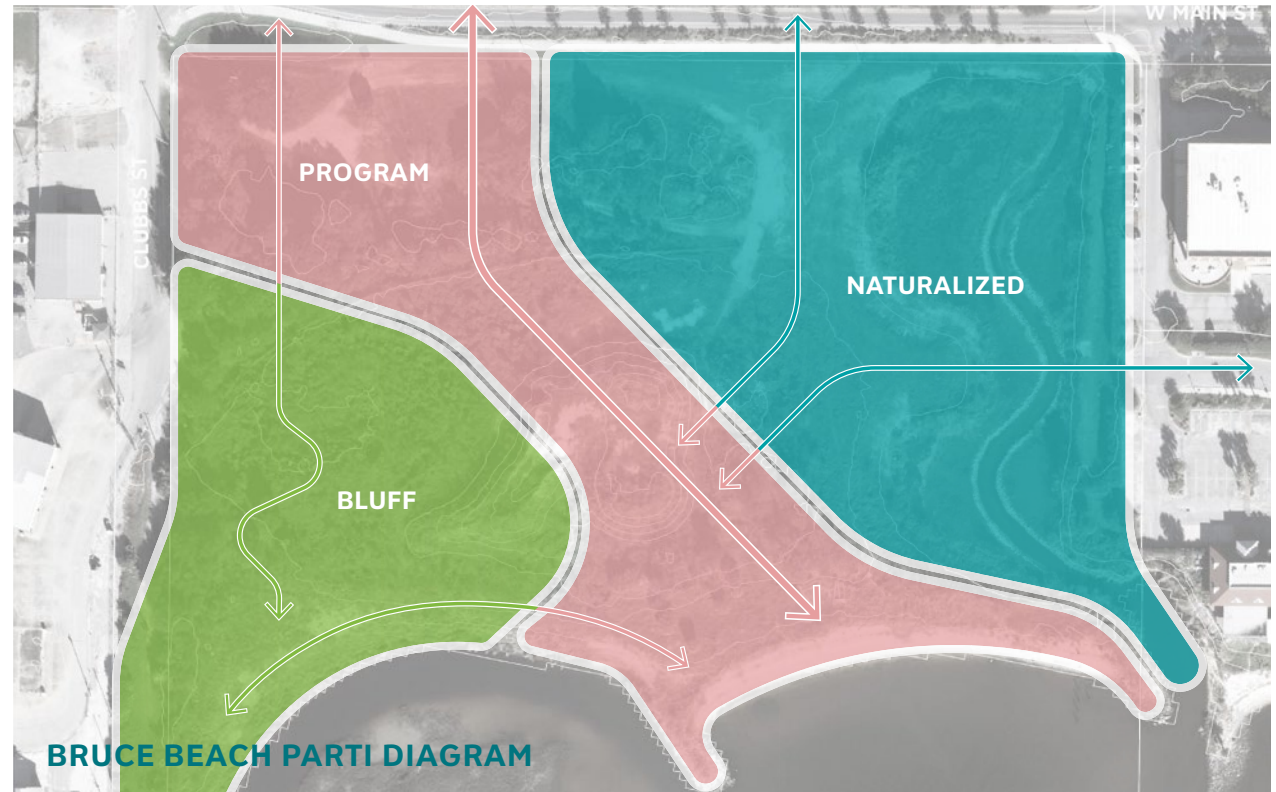 W MAIN ST
PROGRAM
CLUBBS ST
NATURALIZED
BLUFF
BRUCE BEACH PARTI DIAGRAM